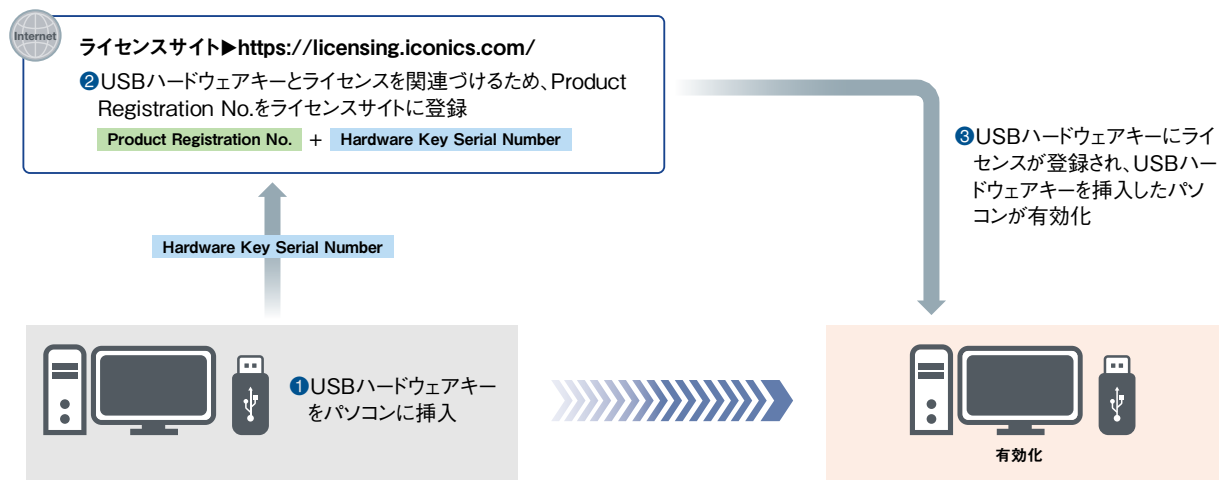 Internet
ライセンスサイト▶https://licensing.iconics.com/
❷USBハードウェアキーとライセンスを関連づけるため、Product
Registration No.をライセンスサイトに登録
Product Registration No. + Hardware Key Serial Number
❸USBハードウェアキーにライ
センスが登録され、USBハー
ドウェアキーを挿入したパソ
コンが有効化
Hardware Key Serial Number
❶USBハードウェアキー
をパソコンに挿入
有効化